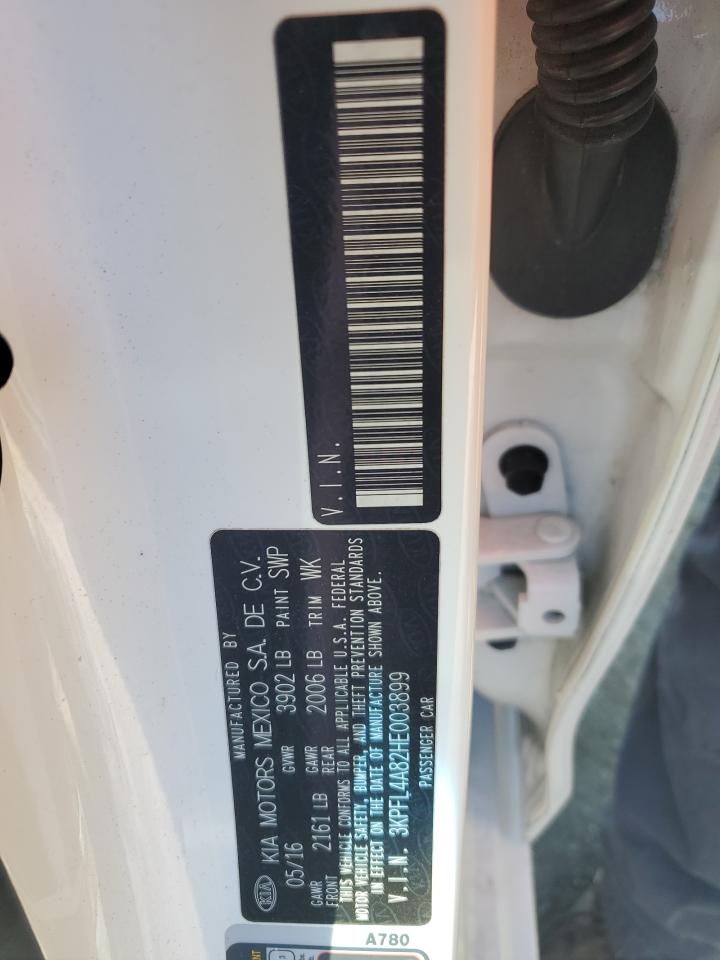 MANUFACTURED BY
KIA KIA MOTORS MEXICO S.A. DE C.V.
05/16 GVWR 3902 LB PAINT SWP
GAWR FRONT 2161 LB GAWR REAR 2006 LB TRIM WK
THIS VEHICLE CONFORMS TO ALL APPLICABLE U.S.A. FEDERAL
MOTOR VEHICLE SAFETY, BUMPER, AND THEFT PREVENTION STANDARDS
IN EFFECT ON THE DATE OF MANUFACTURE SHOWN ABOVE.
V.I.N 3KPFL4A82HE003899
PASSENGER CAR
V.I.N.
A780